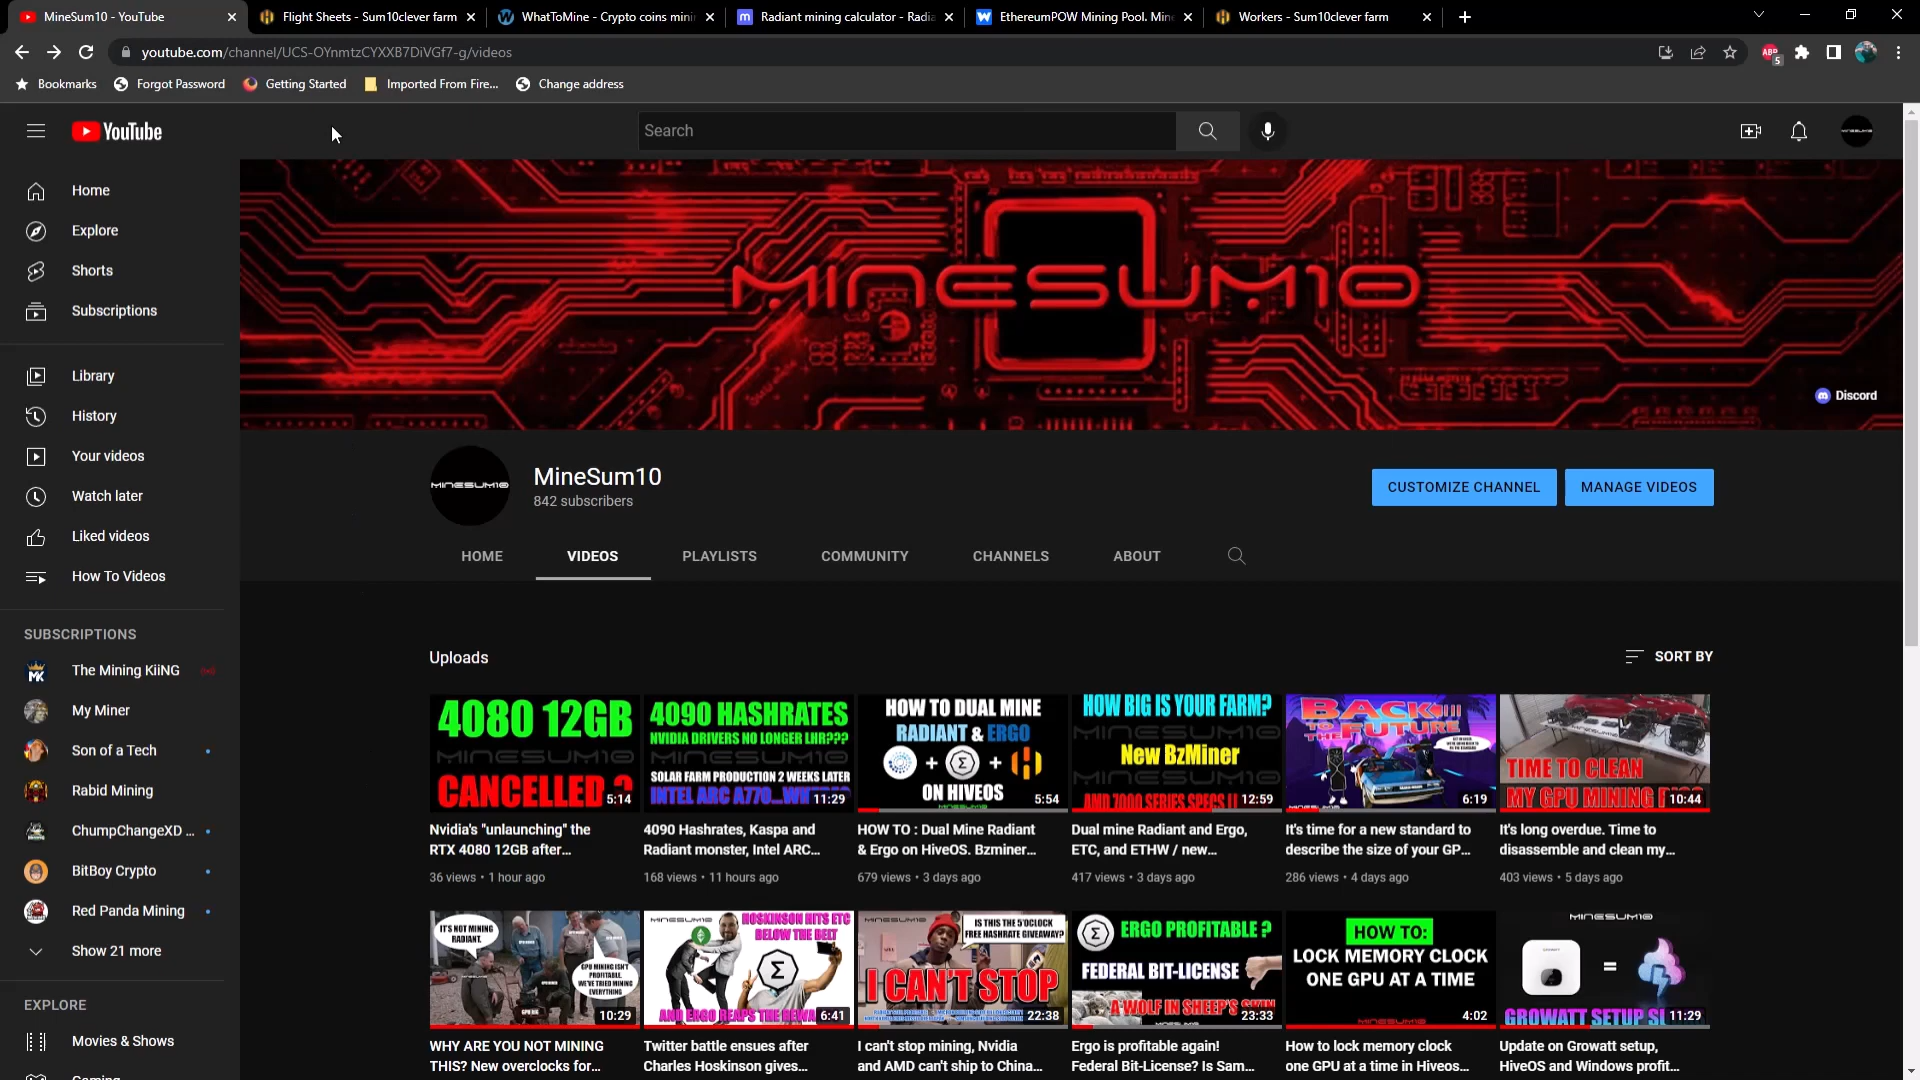 MineSum10 - YouTube
Flight Sheets - Sum10clever farm
WhatToMine - Crypto coins mini
Radiant mining calculator - Radia
EthereumPOW Mining Pool. Mine
Workers - Sum10clever farm
youtube.com/channel/UCS-OYnmtzCYXXB7DiVGf7-g/videos
ABP
5
Bookmarks
Forgot Password
Getting Started
Imported From Fire...
Change address
YouTube
Search
Home
Explore
Shorts
Subscriptions
Library
History
Your videos
Watch later
Liked videos
How To Videos
SUBSCRIPTIONS
The Mining KiiNG
My Miner
Son of a Tech
Rabid Mining
ChumpChangeXD ...
BitBoy Crypto
Red Panda Mining
Show 21 more
EXPLORE
Movies & Shows
MINESUM10
Discord
MINESUM10
MineSum10
842 subscribers
CUSTOMIZE CHANNEL
MANAGE VIDEOS
HOME
VIDEOS
PLAYLISTS
COMMUNITY
CHANNELS
ABOUT
Uploads
SORT BY
4080 12GB
MINESUM10
CANCELLED?
5:14
4090 HASHRATES
NVIDIA DRIVERS NO LONGER LHR???
MINESUM10
SOLAR FARM PRODUCTION 2 WEEKS LATER
INTEL ARC A770...
11:29
HOW TO DUAL MINE
RADIANT & ERGO
+ Σ +
ON HIVEOS
MINESUM10
5:54
HOW BIG IS YOUR FARM?
MINESUM10
New BzMiner
MINESUM10
AMD 7000 SERIES SPECS
12:59
BACK!!!
TO THE FUTURE
MINESUM10
6:19
TIME TO CLEAN
MY GPU MINING
10:44
Nvidia's "unlaunching" the
RTX 4080 12GB after...
36 views • 1 hour ago
4090 Hashrates, Kaspa and
Radiant monster, Intel ARC...
168 views • 11 hours ago
HOW TO : Dual Mine Radiant
& Ergo on HiveOS. Bzminer...
679 views • 3 days ago
Dual mine Radiant and Ergo,
ETC, and ETHW / new...
417 views • 3 days ago
It's time for a new standard to
describe the size of your GP...
286 views • 4 days ago
It's long overdue. Time to
disassemble and clean my...
403 views • 5 days ago
IT'S NOT MINING
RADIANT.
GPU MINING ISN'T
PROFITABLE.
WE'VE TRIED MINING
EVERYTHING
10:29
MINESUM10
HOSKINSON HITS ETC
BELOW THE BELT
Σ
AND ERGO REAPS THE
6:41
MINESUM10
IS THIS THE 5'OCLOCK
FREE HASHRATE GIVEAWAY?
I CAN'T STOP
22:38
Σ
ERGO PROFITABLE ?
FEDERAL BIT-LICENSE
A WOLF IN SHEEP'S SKIN
23:33
HOW TO:
LOCK MEMORY CLOCK
ONE GPU AT A TIME
MINESUM10
4:02
MINESUM10
=
GROWATT SETUP
11:29
WHY ARE YOU NOT MINING
THIS? New overclocks for...
Twitter battle ensues after
Charles Hoskinson gives...
I can't stop mining, Nvidia
and AMD can't ship to China...
Ergo is profitable again!
Federal Bit-License? Is Sam...
How to lock memory clock
one GPU at a time in Hiveos...
Update on Growatt setup,
HiveOS and Windows profit...